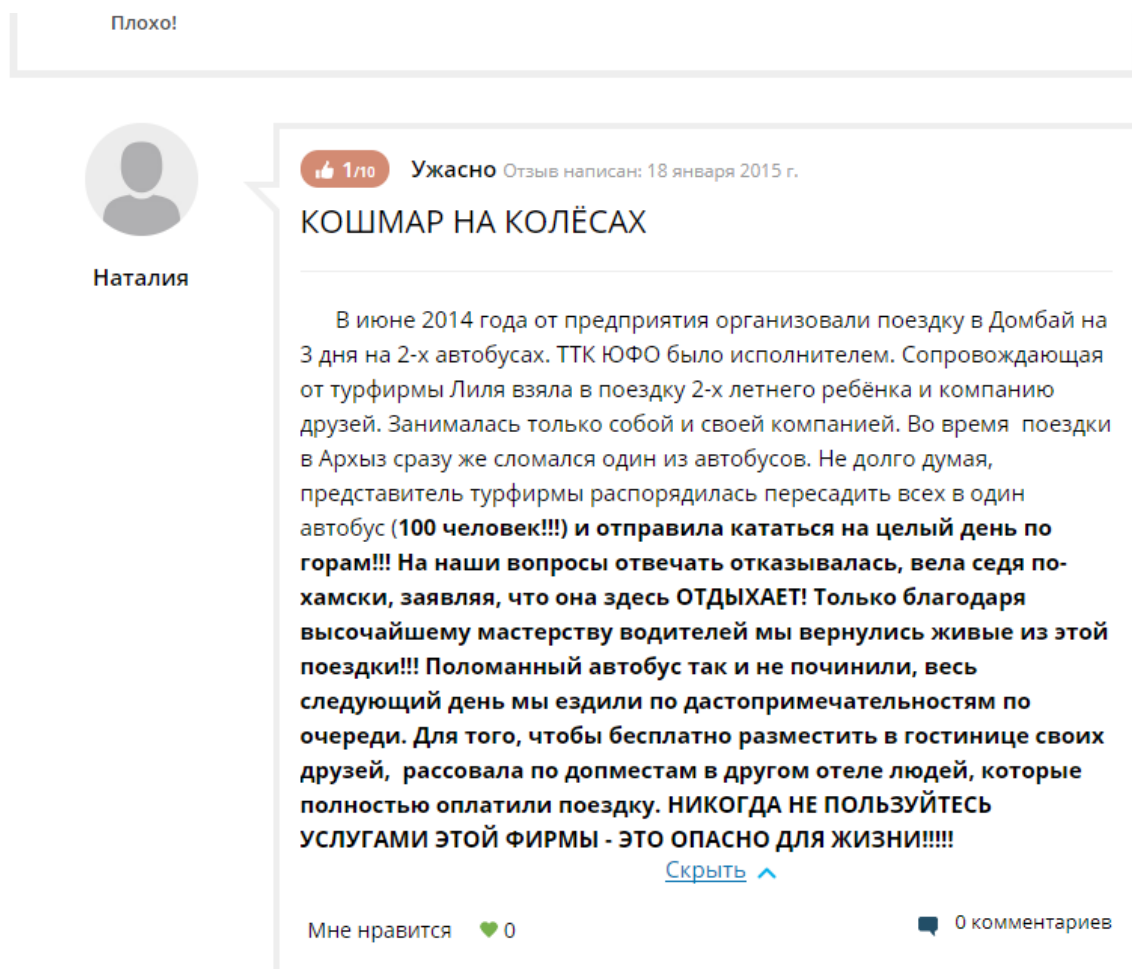 Плохо!
1/10 Ужасно Отзыв написан: 18 января 2015 г.
КОШМАР НА КОЛЁСАХ
Наталия
В июне 2014 года от предприятия организовали поездку в Домбай на
3 дня на 2-х автобусах. ТТК ЮФО было исполнителем. Сопровождающая
от турфирмы Лиля взяла в поездку 2-х летнего ребёнка и компанию
друзей. Занималась только собой и своей компанией. Во время поездки
в Архыз сразу же сломался один из автобусов. Не долго думая,
представитель турфирмы распорядилась пересадить всех в один
автобус (100 человек!!!) и отправила кататься на целый день по
горам!!! На наши вопросы отвечать отказывалась, вела седя по-
хамски, заявляя, что она здесь ОТДЫХАЕТ! Только благодаря
высочайшему мастерству водителей мы вернулись живые из этой
поездки!!! Поломанный автобус так и не починили, весь
следующий день мы ездили по дастопримечательностям по
очереди. Для того, чтобы бесплатно разместить в гостинице своих
друзей, рассовала по допместам в другом отеле людей, которые
полностью оплатили поездку. НИКОГДА НЕ ПОЛЬЗУЙТЕСЬ
УСЛУГАМИ ЭТОЙ ФИРМЫ - ЭТО ОПАСНО ДЛЯ ЖИЗНИ!!!!!
Скрыть
Мне нравится 0 0 комментариев